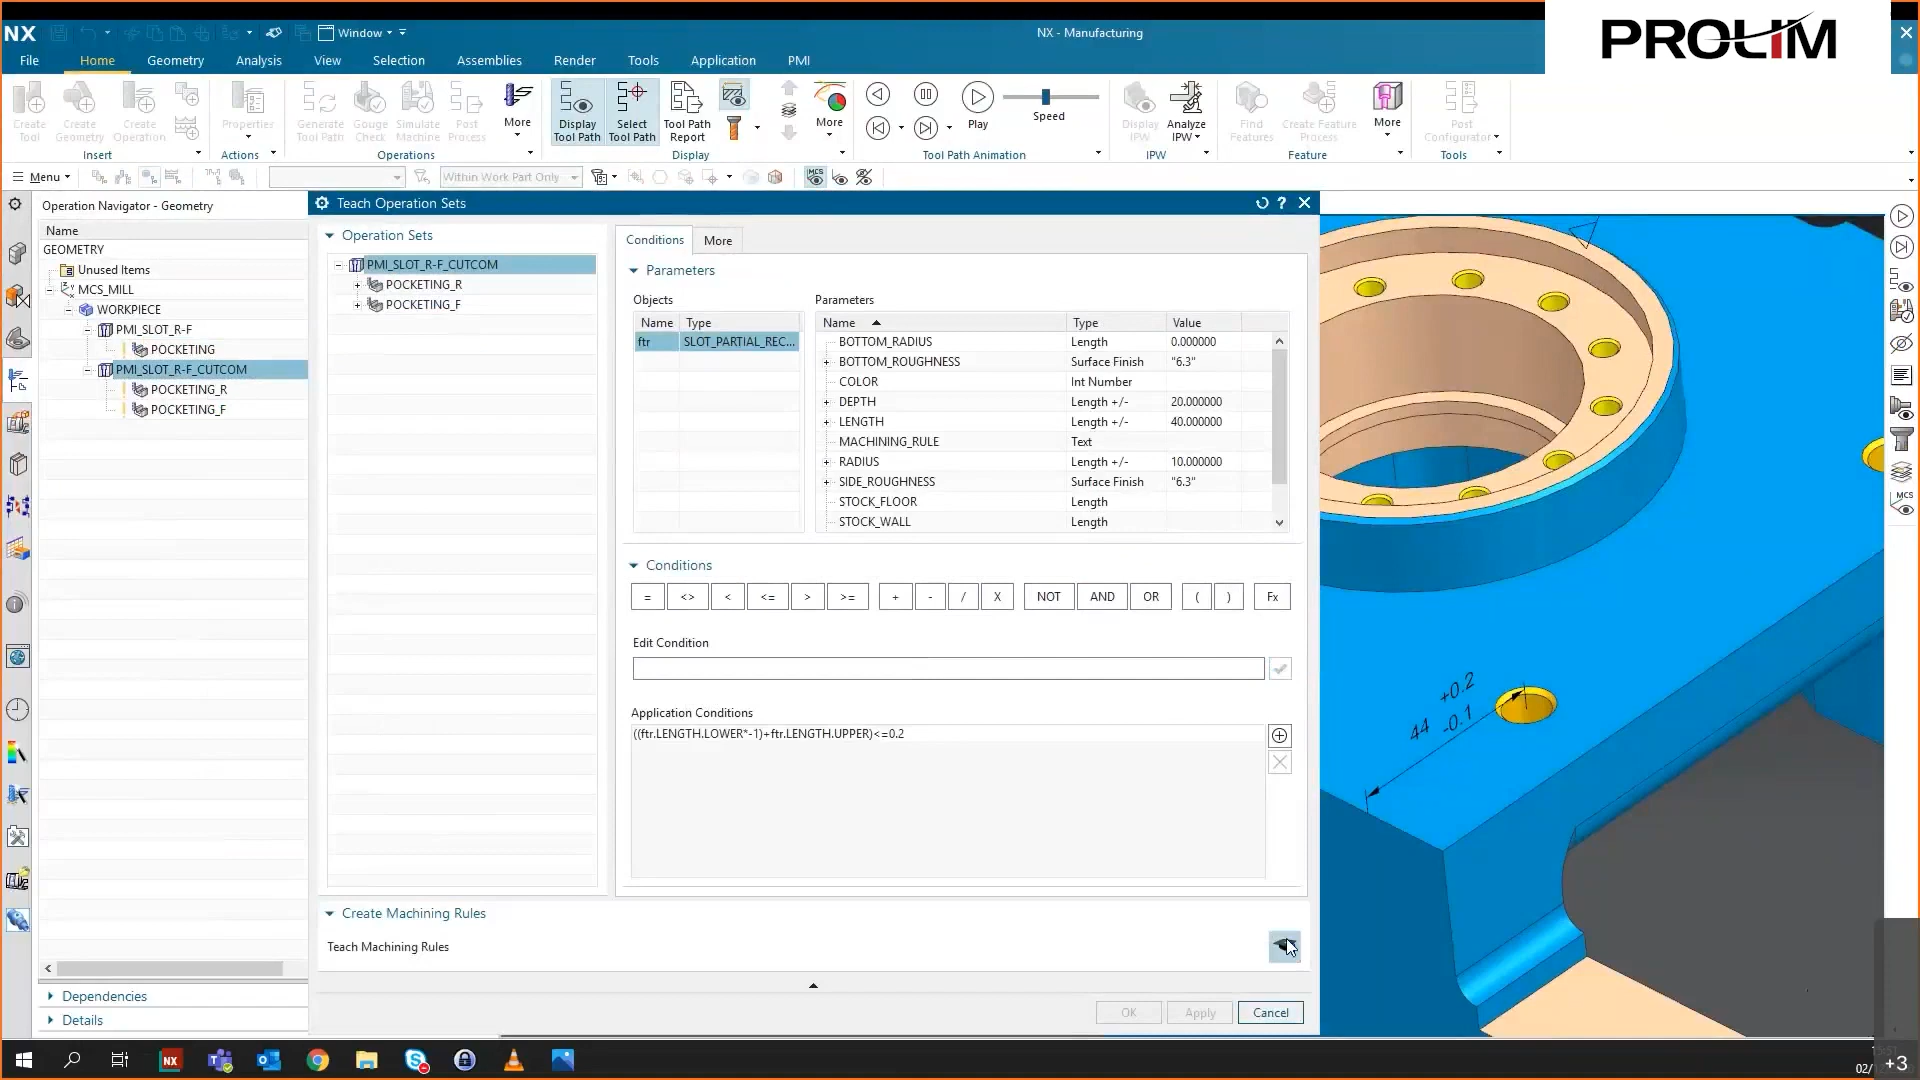 NX
Window
NX - Manufacturing
PROLIM
File
Home
Geometry
Analysis
View
Selection
Assemblies
Render
Tools
Application
PMI
Create Tool
Create Geometry
Create Operation
Insert
Properties
Actions
Generate Tool Path
Gouge Check
Simulate Machine
Post Process
More
Operations
Display Tool Path
Select Tool Path
Tool Path Report
More
Display
Play
Speed
Tool Path Animation
Display IPW
Analyze IPW
IPW
Find Features
Create Feature Process
More
Feature
Post Configurator
Tools
Menu
Within Work Part Only
MCS
Operation Navigator - Geometry
Name
GEOMETRY
Unused Items
MCS_MILL
WORKPIECE
PMI_SLOT_R-F
POCKETING
PMI_SLOT_R-F_CUTCOM
POCKETING_R
POCKETING_F
Dependencies
Details
Teach Operation Sets
Operation Sets
PMI_SLOT_R-F_CUTCOM
POCKETING_R
POCKETING_F
Conditions
More
Parameters
Objects
Name Type
ftr SLOT_PARTIAL_REC...
Parameters
Name Type Value
BOTTOM_RADIUS Length 0.000000
BOTTOM_ROUGHNESS Surface Finish "6.3"
COLOR Int Number
DEPTH Length +/- 20.000000
LENGTH Length +/- 40.000000
MACHINING_RULE Text
RADIUS Length +/- 10.000000
SIDE_ROUGHNESS Surface Finish "6.3"
STOCK_FLOOR Length
STOCK_WALL Length
Conditions
= <> < <= > >= + - / X NOT AND OR ( ) Fx
Edit Condition
Application Conditions
((ftr.LENGTH.LOWER*-1)+ftr.LENGTH.UPPER)<=0.2
Create Machining Rules
Teach Machining Rules
OK
Apply
Cancel
+0.2
44 -0.1
MCS
NX
02/
+3